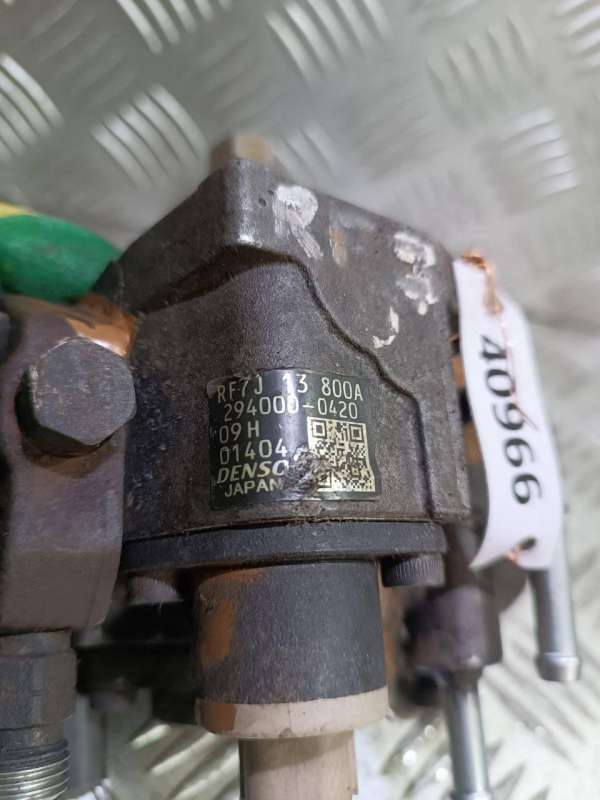 R
RF7J 13 800A
294000-0420
09H
01404
DENSO
JAPAN
40966